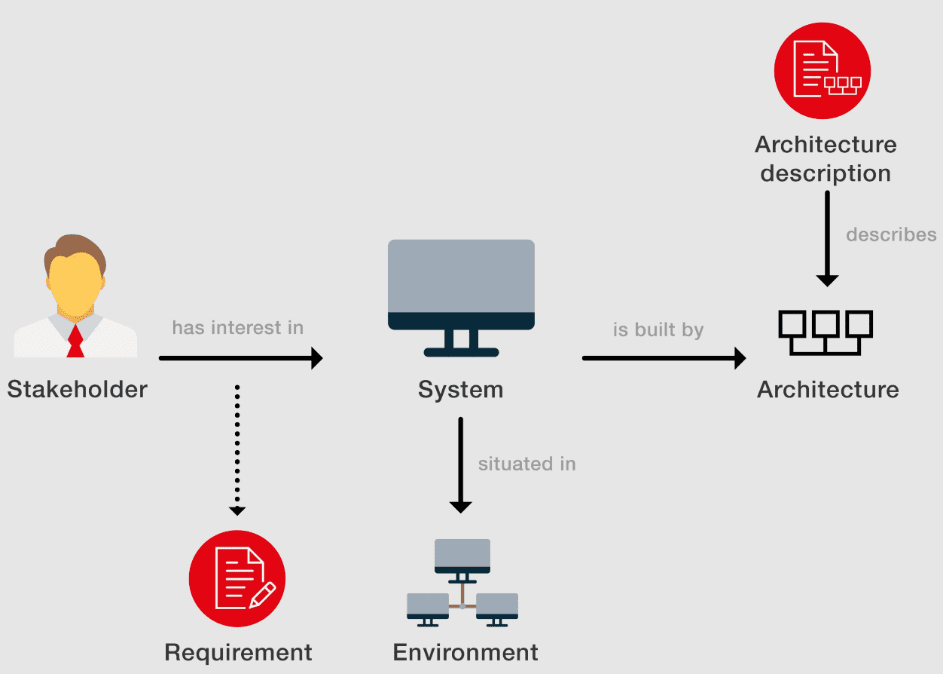 Architecture
description
describes
has interest in
is built by
Stakeholder
System
Architecture
situated in
Requirement
Environment